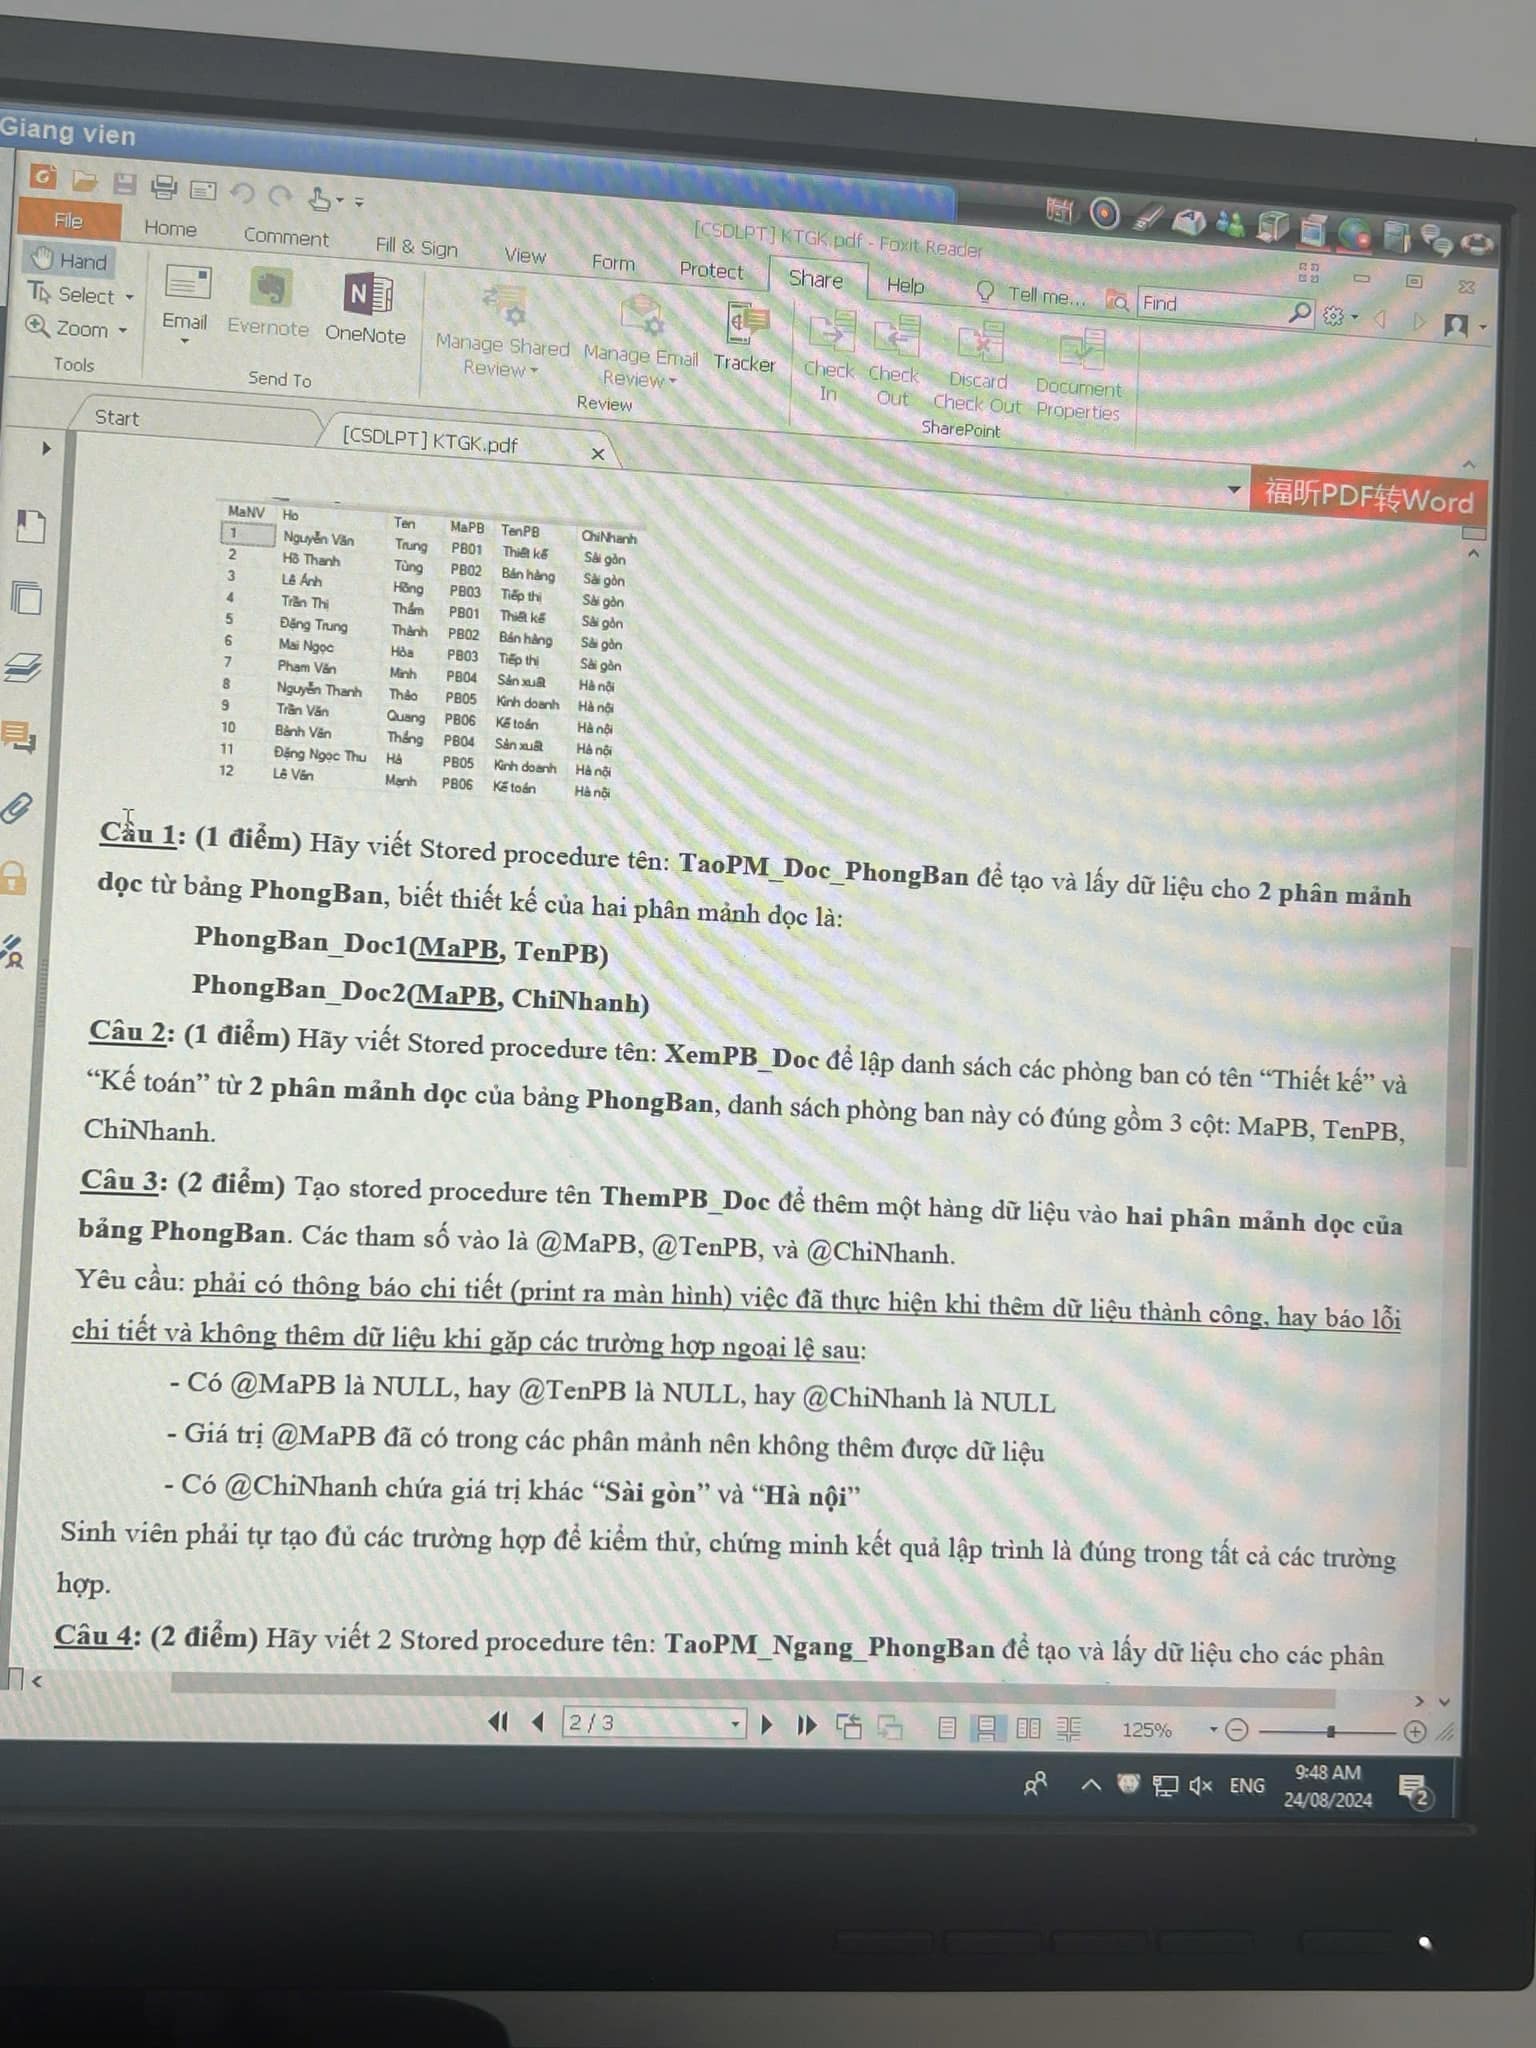 Giang vien
[CSDLPT] KTGK.pdf - Foxit Reader
File Home Comment Fill & Sign View Form Protect Share Help Tell me... Find
Hand
Select
Zoom
Tools
Email Evernote OneNote
Send To
Manage Shared Review Manage Email Review Tracker
Review
Check In Check Out Discard Check Out Document Properties
SharePoint
Start [CSDLPT] KTGK.pdf
福昕PDF转Word
MaNV Ho Ten MaPB TenPB ChiNhanh
1 Nguyễn Văn Trung PB01 Thiết kế Sài gòn
2 Hồ Thanh Tùng PB02 Bán hàng Sài gòn
3 Lê Ánh Hồng PB03 Tiếp thị Sài gòn
4 Trần Thị Thắm PB01 Thiết kế Sài gòn
5 Đặng Trung Thành PB02 Bán hàng Sài gòn
6 Mai Ngọc Hòa PB03 Tiếp thị Sài gòn
7 Phạm Văn Minh PB04 Sản xuất Hà nội
8 Nguyễn Thanh Thảo PB05 Kinh doanh Hà nội
9 Trần Văn Quang PB06 Kế toán Hà nội
10 Bành Văn Thắng PB04 Sản xuất Hà nội
11 Đặng Ngọc Thu Hà PB05 Kinh doanh Hà nội
12 Lê Văn Mạnh PB06 Kế toán Hà nội
Câu 1: (1 điểm) Hãy viết Stored procedure tên: TaoPM_Doc_PhongBan để tạo và lấy dữ liệu cho 2 phân mảnh
dọc từ bảng PhongBan, biết thiết kế của hai phân mảnh dọc là:
PhongBan_Doc1(MaPB, TenPB)
PhongBan_Doc2(MaPB, ChiNhanh)
Câu 2: (1 điểm) Hãy viết Stored procedure tên: XemPB_Doc để lập danh sách các phòng ban có tên “Thiết kế” và
“Kế toán” từ 2 phân mảnh dọc của bảng PhongBan, danh sách phòng ban này có đúng gồm 3 cột: MaPB, TenPB,
ChiNhanh.
Câu 3: (2 điểm) Tạo stored procedure tên ThemPB_Doc để thêm một hàng dữ liệu vào hai phân mảnh dọc của
bảng PhongBan. Các tham số vào là @MaPB, @TenPB, và @ChiNhanh.
Yêu cầu: phải có thông báo chi tiết (print ra màn hình) việc đã thực hiện khi thêm dữ liệu thành công, hay báo lỗi
chi tiết và không thêm dữ liệu khi gặp các trường hợp ngoại lệ sau:
- Có @MaPB là NULL, hay @TenPB là NULL, hay @ChiNhanh là NULL
- Giá trị @MaPB đã có trong các phân mảnh nên không thêm được dữ liệu
- Có @ChiNhanh chứa giá trị khác “Sài gòn” và “Hà nội”
Sinh viên phải tự tạo đủ các trường hợp để kiểm thử, chứng minh kết quả lập trình là đúng trong tất cả các trường
hợp.
Câu 4: (2 điểm) Hãy viết 2 Stored procedure tên: TaoPM_Ngang_PhongBan để tạo và lấy dữ liệu cho các phân
2 / 3 125%
ENG 9:48 AM
24/08/2024
2